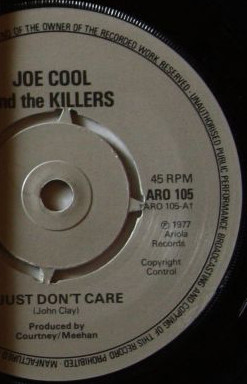 NG OF THE OWNER OF THE RECORDED WORK RESERVED · UNAUTHORISED PUBLIC PERFORMANCE BROADCASTING AND COPYING OF THIS RECORD PROHIBITED · MANUFACTURED
JOE COOL
nd the KILLERS
45 RPM
ARO 105
ARO 105-A1
℗ 1977
Ariola
Records
Copyright
Control
JUST DON'T CARE
(John Clay)
Produced by
Courtney/Meehan